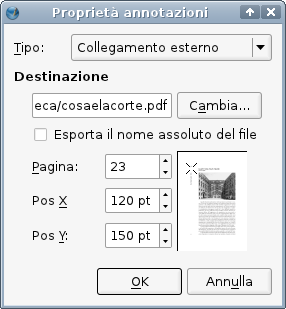 Proprietà annotazioni
Tipo: Collegamento esterno
Destinazione
eca/cosaelacorte.pdf Cambia...
Esporta il nome assoluto del file
Pagina: 23
Pos X 120 pt
Pos Y: 150 pt
OK Annulla